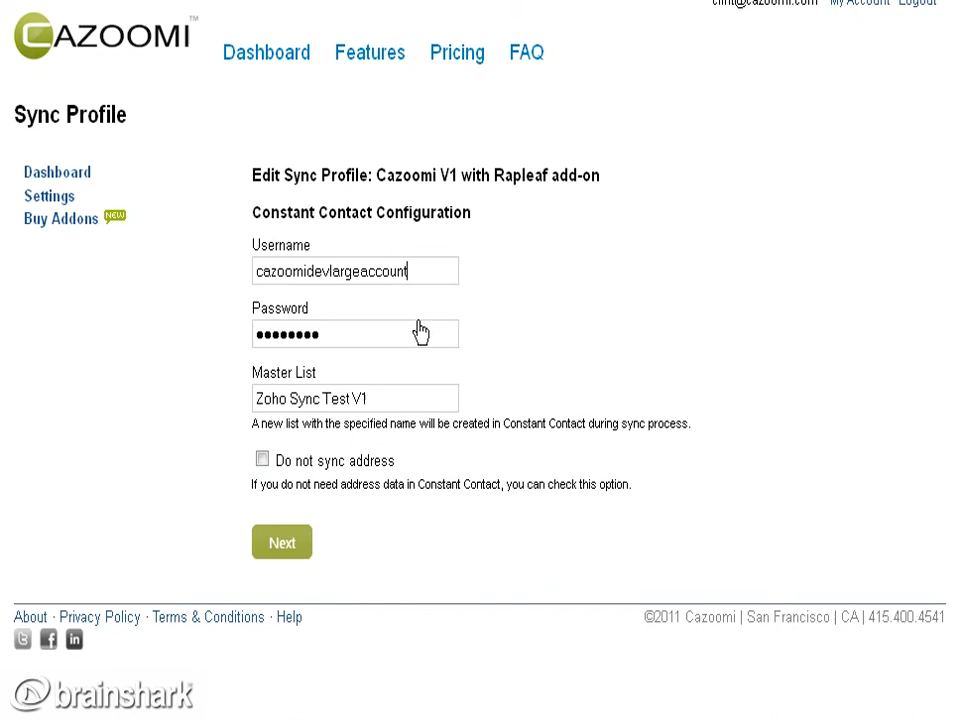 clint@cazoomi.com My Account Logout
CAZOOMI™
Dashboard Features Pricing FAQ
Sync Profile
Dashboard
Settings
Buy Addons NEW
Edit Sync Profile: Cazoomi V1 with Rapleaf add-on
Constant Contact Configuration
Username
cazoomidevlargeaccount
Password
••••••••
Master List
Zoho Sync Test V1
A new list with the specified name will be created in Constant Contact during sync process.
Do not sync address
If you do not need address data in Constant Contact, you can check this option.
Next
About · Privacy Policy · Terms & Conditions · Help
©2011 Cazoomi | San Francisco | CA | 415.400.4541
brainshark